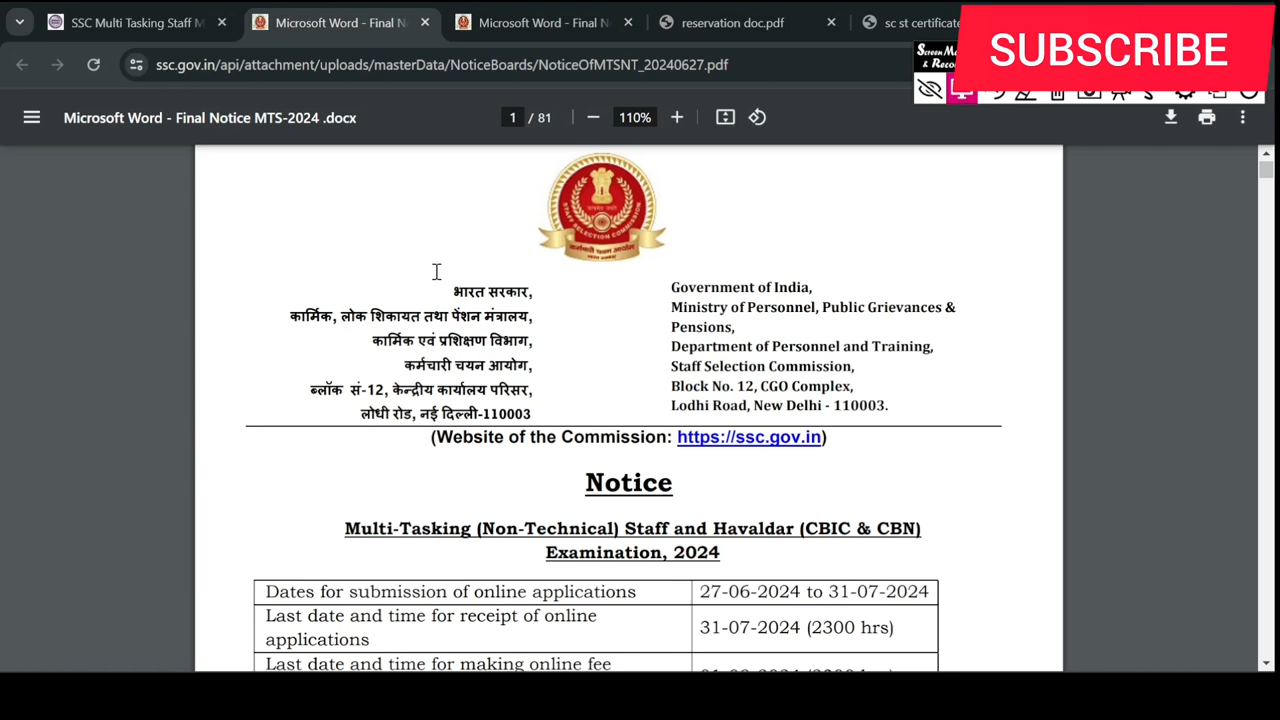 SSC Multi Tasking Staff M
Microsoft Word - Final N
Microsoft Word - Final N
reservation doc.pdf
sc st certificate
SUBSCRIBE
ssc.gov.in/api/attachment/uploads/masterData/NoticeBoards/NoticeOfMTSNT_20240627.pdf
Microsoft Word - Final Notice MTS-2024 .docx
1 / 81
110%
STAFF SELECTION COMMISSION
कर्मचारी चयन आयोग
भारत सरकार,
कार्मिक, लोक शिकायत तथा पेंशन मंत्रालय,
कार्मिक एवं प्रशिक्षण विभाग,
कर्मचारी चयन आयोग,
ब्लॉक सं-12, केन्द्रीय कार्यालय परिसर,
लोधी रोड, नई दिल्ली-110003
Government of India,
Ministry of Personnel, Public Grievances &
Pensions,
Department of Personnel and Training,
Staff Selection Commission,
Block No. 12, CGO Complex,
Lodhi Road, New Delhi - 110003.
(Website of the Commission: https://ssc.gov.in)
Notice
Multi-Tasking (Non-Technical) Staff and Havaldar (CBIC & CBN)
Examination, 2024
Dates for submission of online applications
27-06-2024 to 31-07-2024
Last date and time for receipt of online
applications
31-07-2024 (2300 hrs)
Last date and time for making online fee